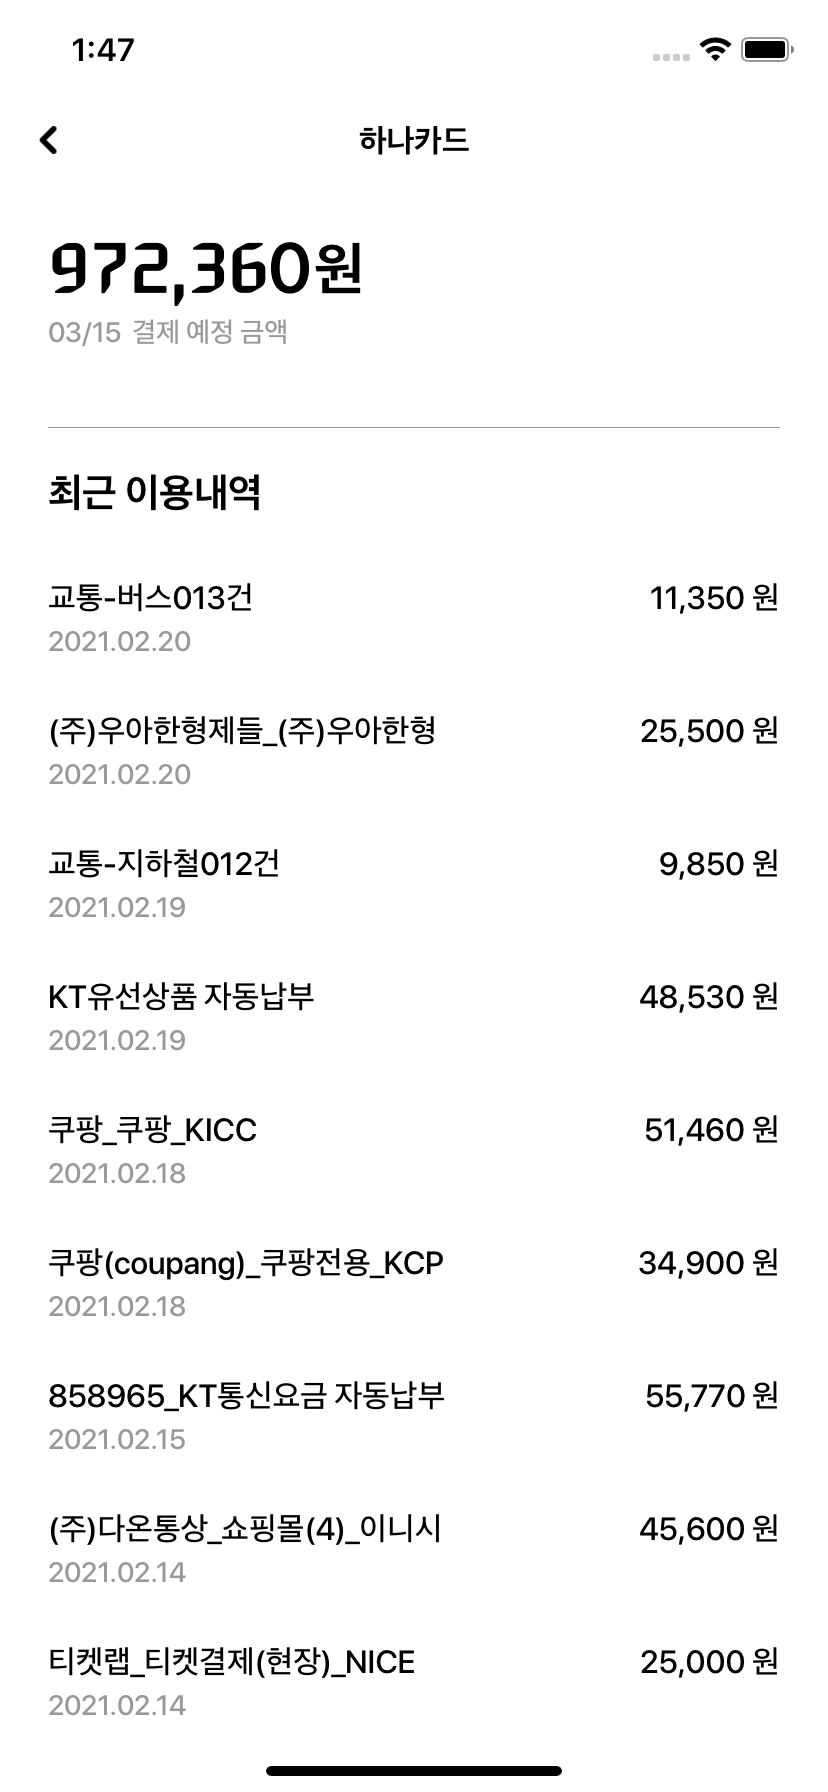 1:47
하나카드
972,360원
03/15 결제 예정 금액
최근 이용내역
교통-버스013건 11,350 원
2021.02.20
(주)우아한형제들_(주)우아한형 25,500 원
2021.02.20
교통-지하철012건 9,850 원
2021.02.19
KT유선상품 자동납부 48,530 원
2021.02.19
쿠팡_쿠팡_KICC 51,460 원
2021.02.18
쿠팡(coupang)_쿠팡전용_KCP 34,900 원
2021.02.18
858965_KT통신요금 자동납부 55,770 원
2021.02.15
(주)다온통상_쇼핑몰(4)_이니시 45,600 원
2021.02.14
티켓랩_티켓결제(현장)_NICE 25,000 원
2021.02.14